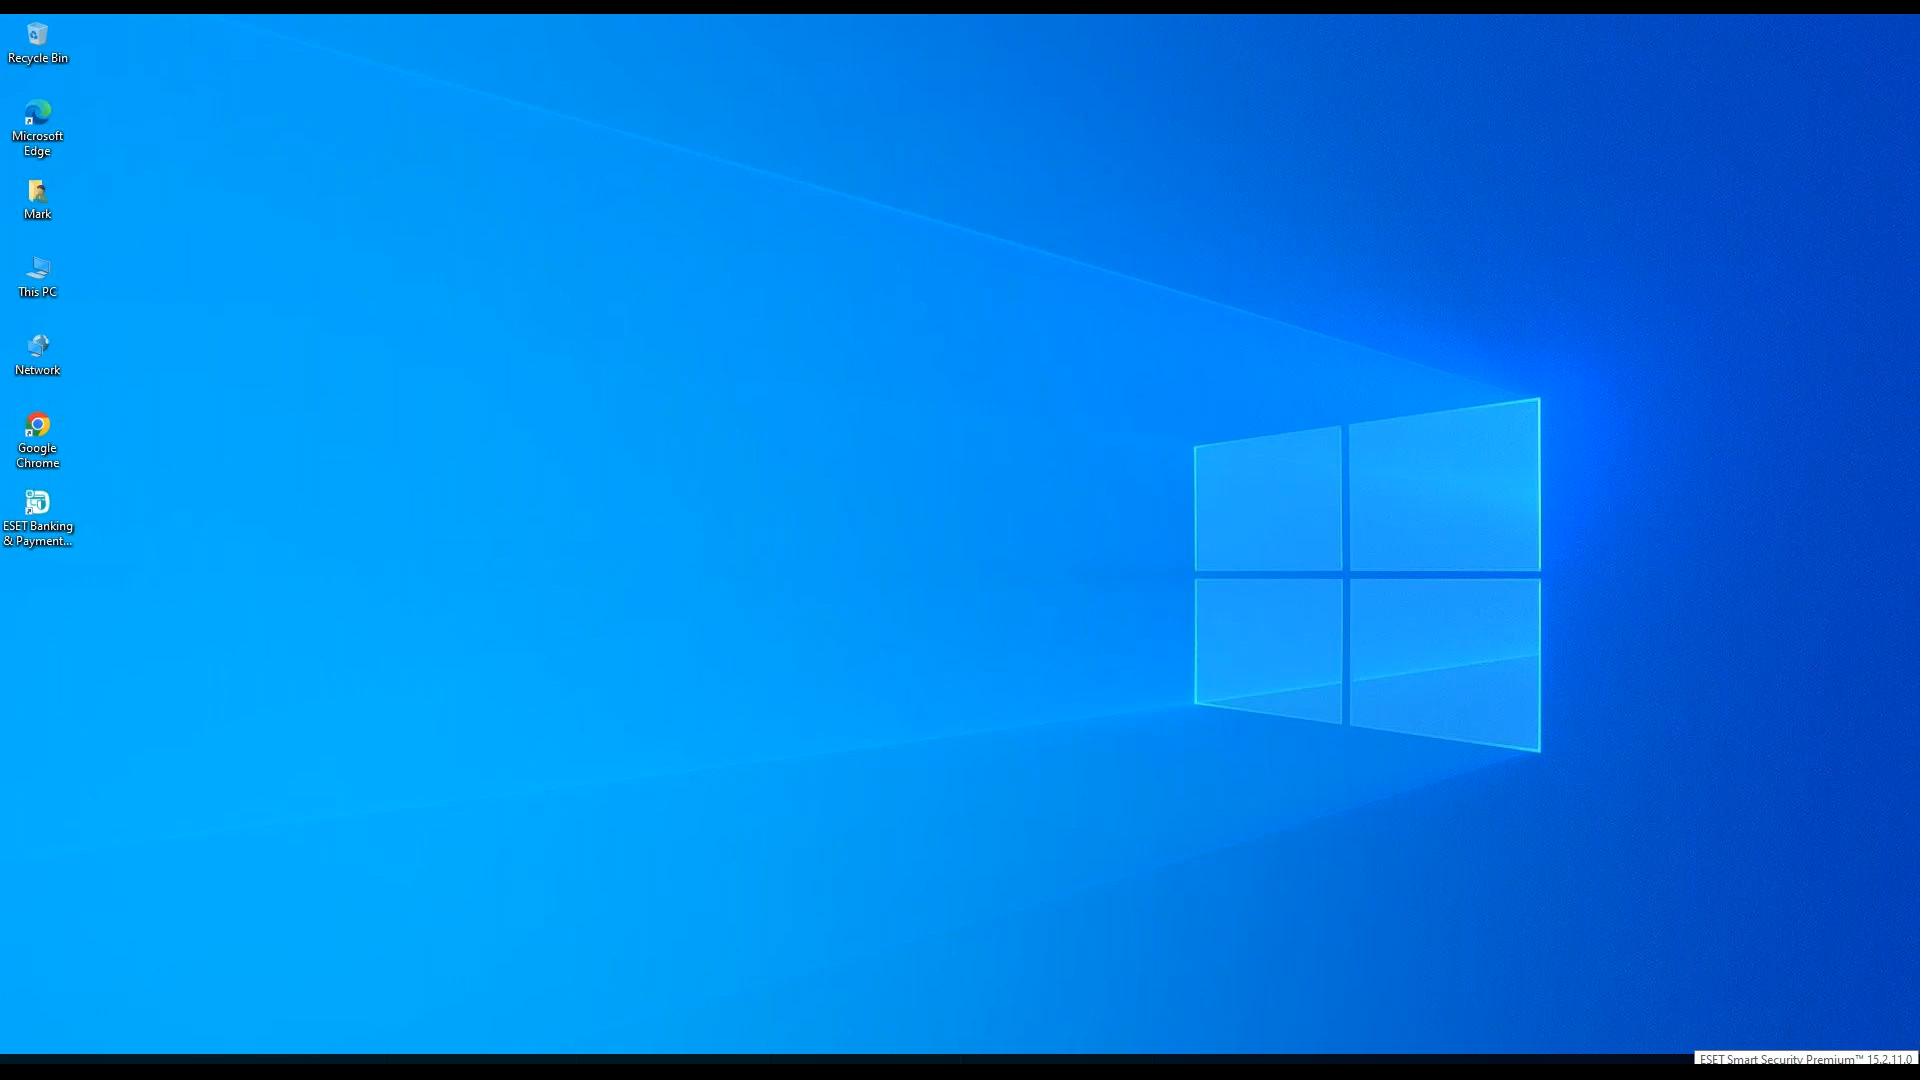 Recycle Bin
Microsoft
Edge
Mark
This PC
Network
Google
Chrome
ESET Banking
& Payment...
ESET Smart Security Premium™ 15.2.11.0